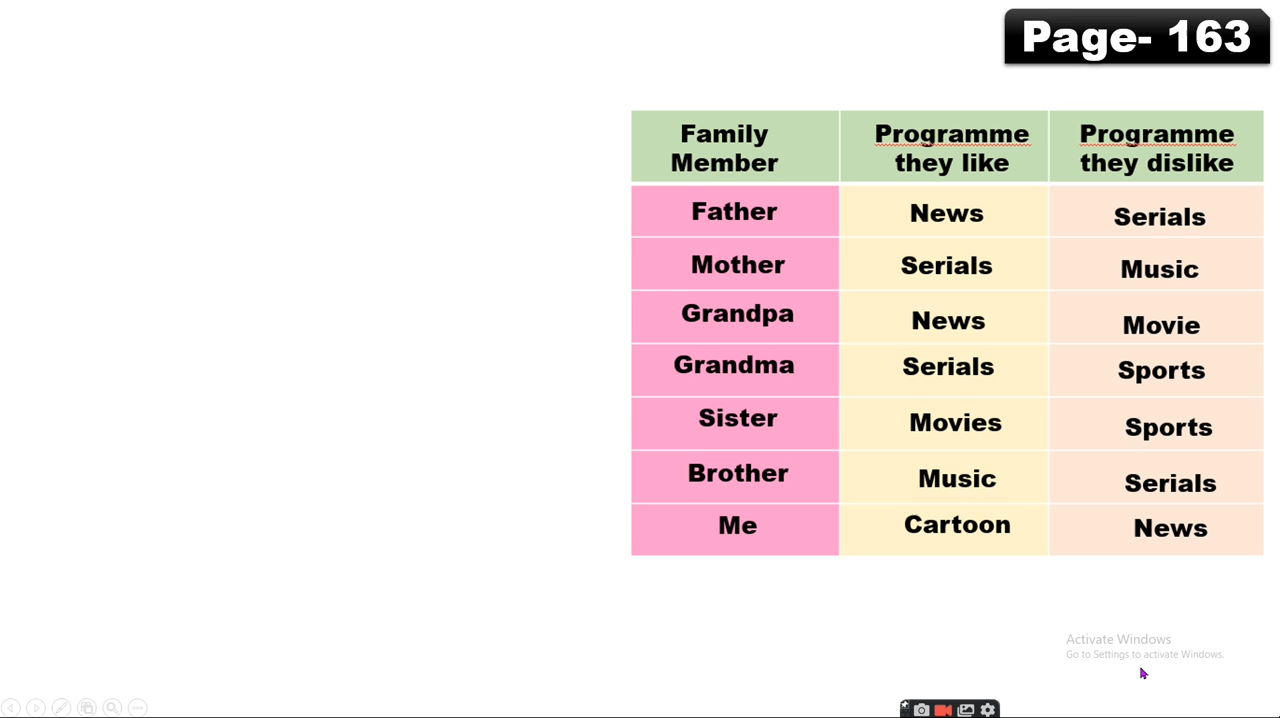 Page- 163
Family Member Programme they like Programme they dislike
Father News Serials
Mother Serials Music
Grandpa News Movie
Grandma Serials Sports
Sister Movies Sports
Brother Music Serials
Me Cartoon News
Activate Windows
Go to Settings to activate Windows.